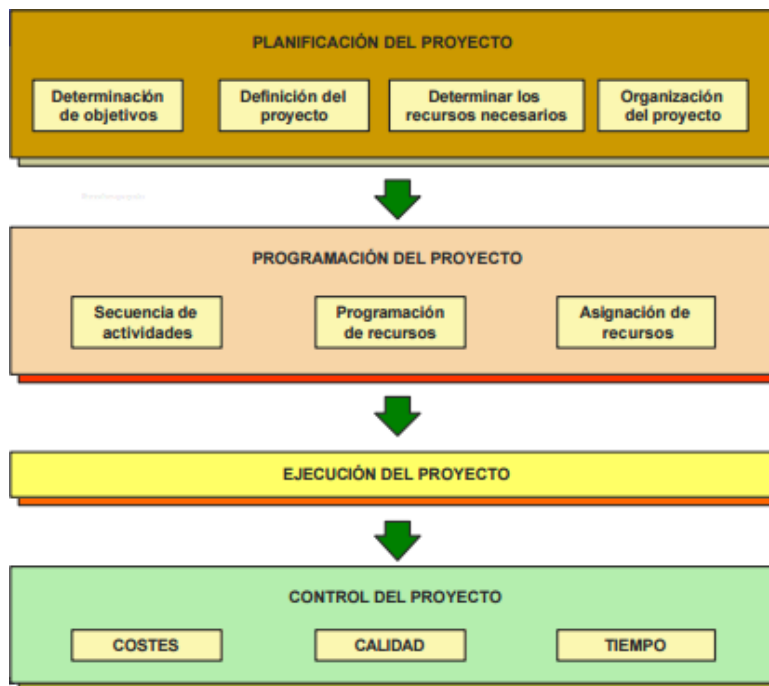 PLANIFICACIÓN DEL PROYECTO
Determinación
de objetivos
Definición del
proyecto
Determinar los
recursos necesarios
Organización
del proyecto
PROGRAMACIÓN DEL PROYECTO
Secuencia de
actividades
Programación
de recursos
Asignación de
recursos
EJECUCIÓN DEL PROYECTO
CONTROL DEL PROYECTO
COSTES
CALIDAD
TIEMPO